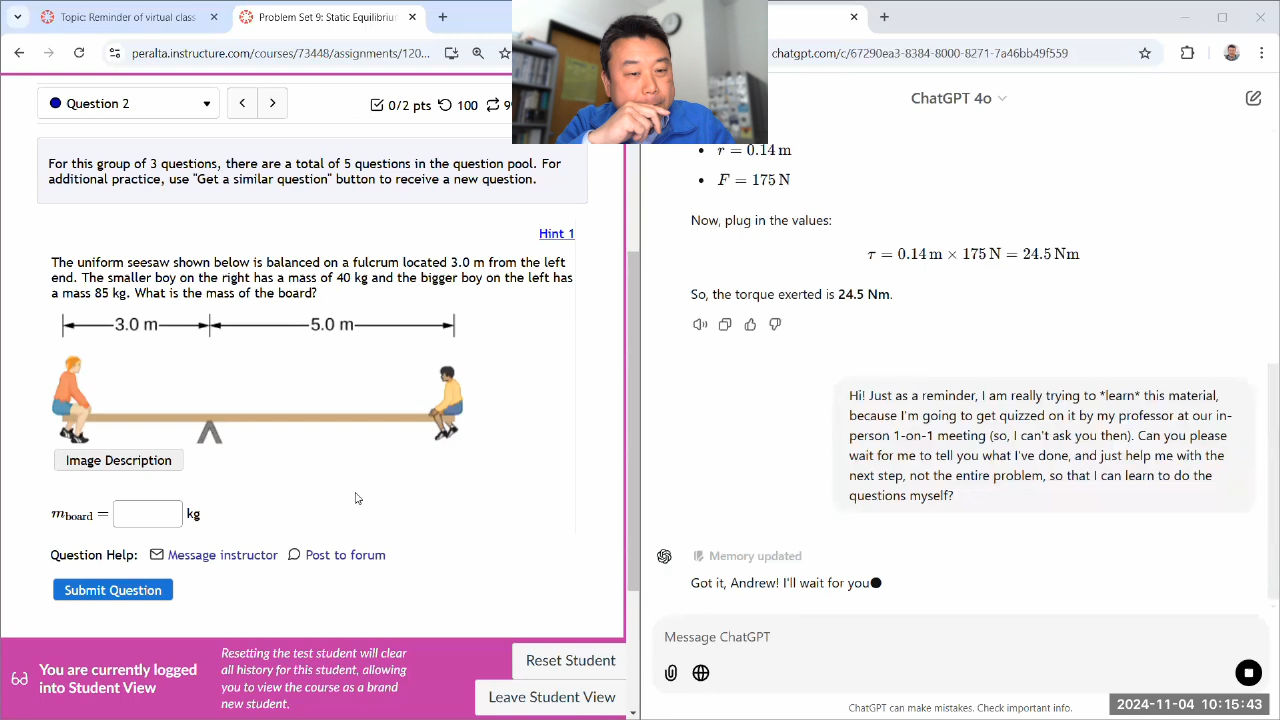 Topic: Reminder of virtual class
Problem Set 9: Static Equilibrium
peralta.instructure.com/courses/73448/assignments/120...
chatgpt.com/c/67290ea3-8384-8000-8271-7a46bb49f559
Question 2
0/2 pts
100
For this group of 3 questions, there are a total of 5 questions in the question pool. For
additional practice, use "Get a similar question" button to receive a new question.
Hint 1
The uniform seesaw shown below is balanced on a fulcrum located 3.0 m from the left
end. The smaller boy on the right has a mass of 40 kg and the bigger boy on the left has
a mass 85 kg. What is the mass of the board?
3.0 m
5.0 m
Image Description
m_board = kg
Question Help: Message instructor Post to forum
Submit Question
You are currently logged
into Student View
Resetting the test student will clear
all history for this student, allowing
you to view the course as a brand
new student.
Reset Student
Leave Student View
ChatGPT 4o
• r = 0.14 m
• F = 175 N
Now, plug in the values:
τ = 0.14 m × 175 N = 24.5 Nm
So, the torque exerted is 24.5 Nm.
Hi! Just as a reminder, I am really trying to *learn* this material,
because I'm going to get quizzed on it by my professor at our in-
person 1-on-1 meeting (so, I can't ask you then). Can you please
wait for me to tell you what I've done, and just help me with the
next step, not the entire problem, so that I can learn to do the
questions myself?
Memory updated
Got it, Andrew! I'll wait for you
Message ChatGPT
ChatGPT can make mistakes. Check important info.
2024-11-04 10:15:43